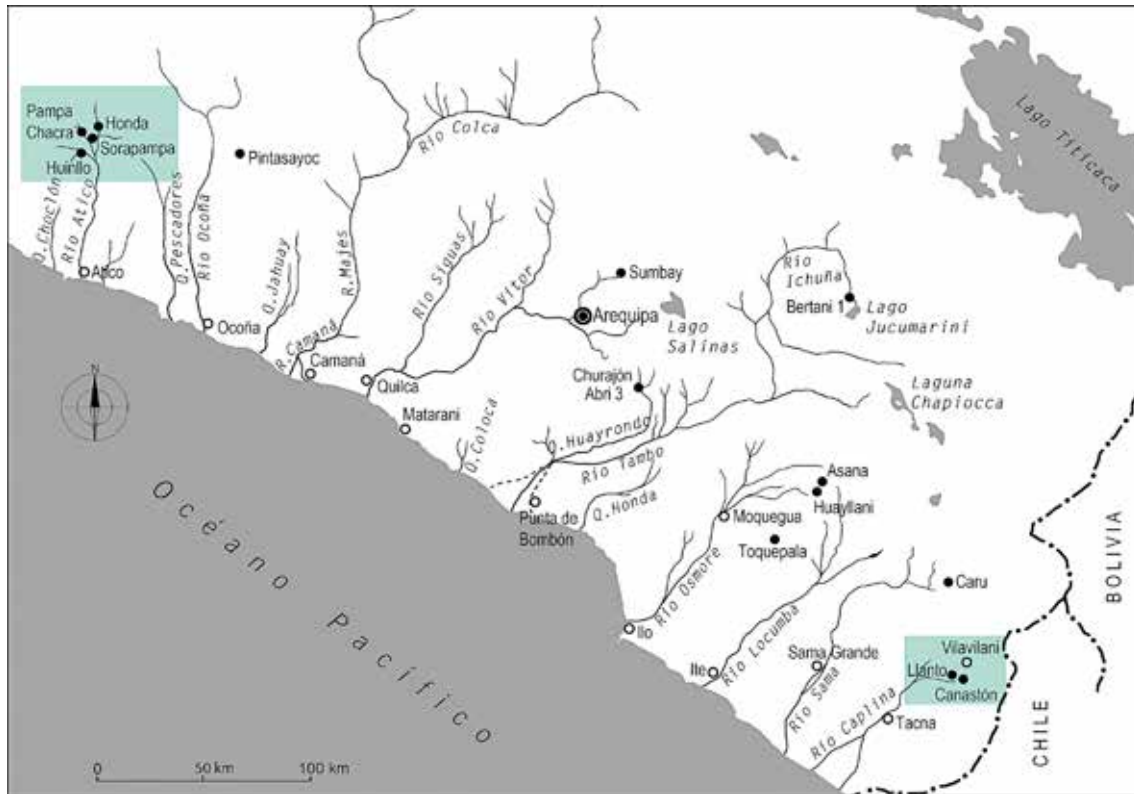 Lago Titicaca
Pampa
Chacra
Honda
Sorapampa
Huinllo
Pintasayoc
Río Colca
Q.Choclón
Río Atico
Q.Pescadores
Río Ocoña
Q.Jahuay
R.Majes
Río Siguas
Río Vítor
Atico
Ocoña
R.Camaná
Camaná
Quilca
Matarani
Sumbay
Arequipa
Lago
Salinas
Río
Ichuña
Bertani 1
Lago
Jucumarini
Churajón
Abri 3
Laguna
Chapiocca
Q.Coloca
Q.Huayrondo
Río Tambo
Q.Honda
Punta de
Bombón
Asana
Huayllani
Moquegua
Toquepala
Río Osmore
Ilo
Río Locumba
Caru
Ite
Sama Grande
Río Sama
Vilavilani
Llanto
Canastón
Río Caplina
Tacna
BOLIVIA
CHILE
N
Océano Pacífico
0 50 km 100 km